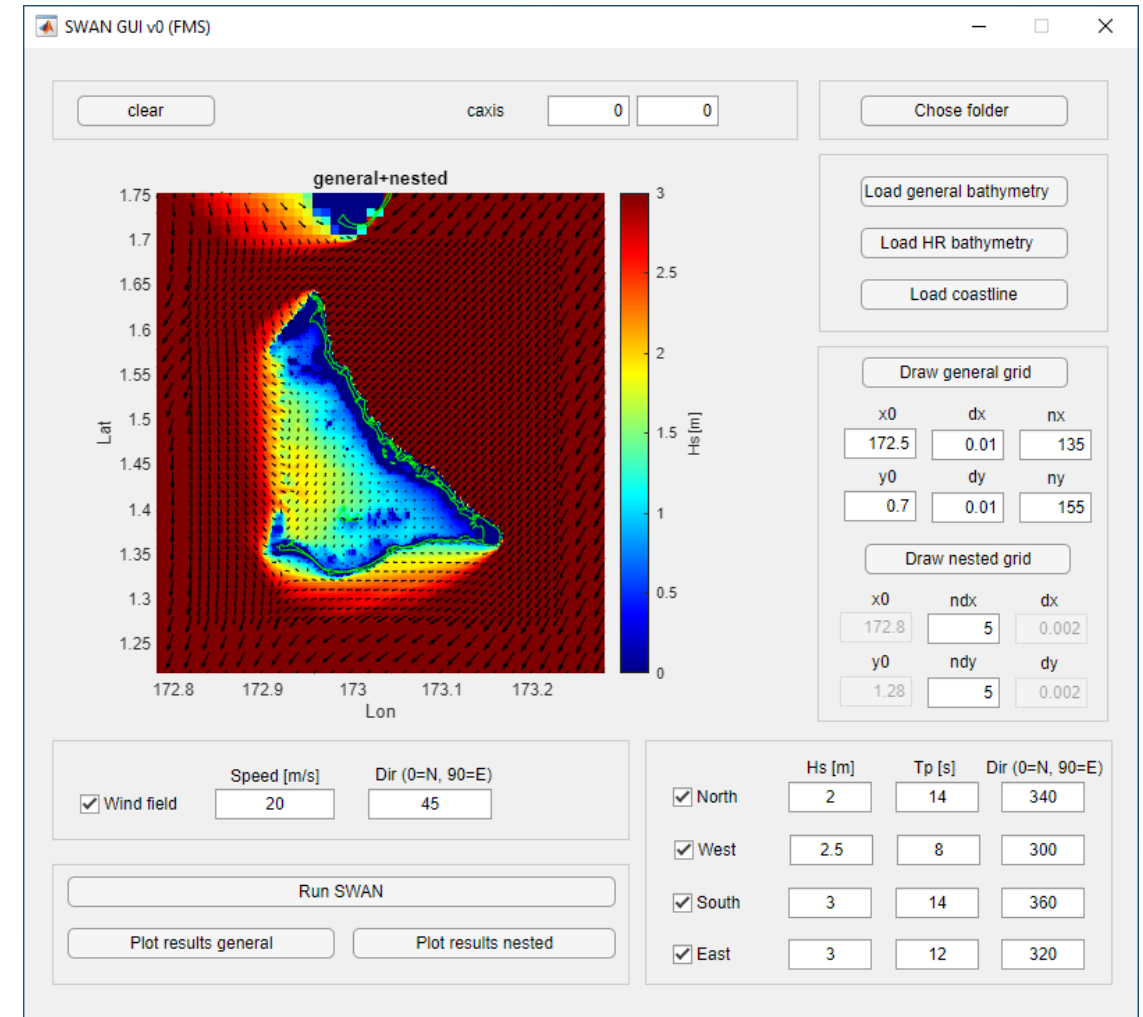 SWAN GUI v0 (FMS)
clear caxis 0 0 Chose folder
general+nested
1.75
1.7
1.65
1.6
1.55
1.5
1.45
1.4
1.35
1.3
1.25
Lat
172.8 172.9 173 173.1 173.2
Lon
3
2.5
2
1.5
1
0.5
0
Hs [m]
Load general bathymetry
Load HR bathymetry
Load coastline
Draw general grid
x0 dx nx
172.5 0.01 135
y0 dy ny
0.7 0.01 155
Draw nested grid
x0 ndx dx
172.8 5 0.002
y0 ndy dy
1.28 5 0.002
Speed [m/s] Dir (0=N, 90=E)
Wind field 20 45
Run SWAN
Plot results general Plot results nested
Hs [m] Tp [s] Dir (0=N, 90=E)
North 2 14 340
West 2.5 8 300
South 3 14 360
East 3 12 320